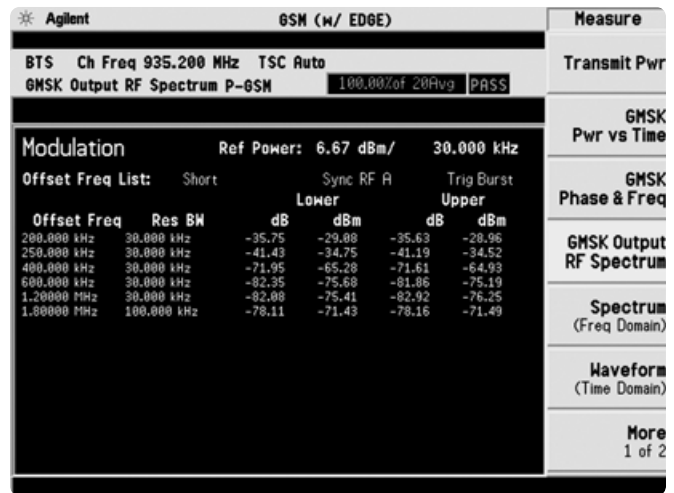 Agilent GSM (w/ EDGE) Measure
BTS Ch Freq 935.200 MHz TSC Auto
GMSK Output RF Spectrum P-GSM 100.00%of 20Avg PASS
Modulation Ref Power: 6.67 dBm/ 30.000 kHz
Offset Freq List: Short Sync RF A Trig Burst
Lower Upper
Offset Freq Res BW dB dBm dB dBm
200.000 kHz 30.000 kHz -35.75 -29.08 -35.63 -28.96
250.000 kHz 30.000 kHz -41.43 -34.75 -41.19 -34.52
400.000 kHz 30.000 kHz -71.95 -65.28 -71.61 -64.93
600.000 kHz 30.000 kHz -82.35 -75.68 -81.86 -75.19
1.20000 MHz 30.000 kHz -82.08 -75.41 -82.92 -76.25
1.80000 MHz 100.000 kHz -78.11 -71.43 -78.16 -71.49
Transmit Pwr
GMSK
Pwr vs Time
GMSK
Phase & Freq
GMSK Output
RF Spectrum
Spectrum
(Freq Domain)
Waveform
(Time Domain)
More
1 of 2